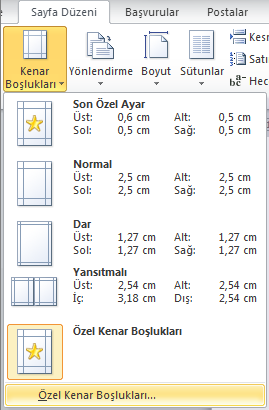 Sayfa Düzeni Başvurular Postalar
Kenar Boşlukları Yönlendirme Boyut Sütunlar
Kesm
Satı
Hec
Son Özel Ayar
Üst: 0,6 cm Alt: 0,5 cm
Sol: 0,5 cm Sağ: 0,5 cm
Normal
Üst: 2,5 cm Alt: 2,5 cm
Sol: 2,5 cm Sağ: 2,5 cm
Dar
Üst: 1,27 cm Alt: 1,27 cm
Sol: 1,27 cm Sağ: 1,27 cm
Yansıtmalı
Üst: 2,54 cm Alt: 2,54 cm
İç: 3,18 cm Dış: 2,54 cm
Özel Kenar Boşlukları
Özel Kenar Boşlukları...